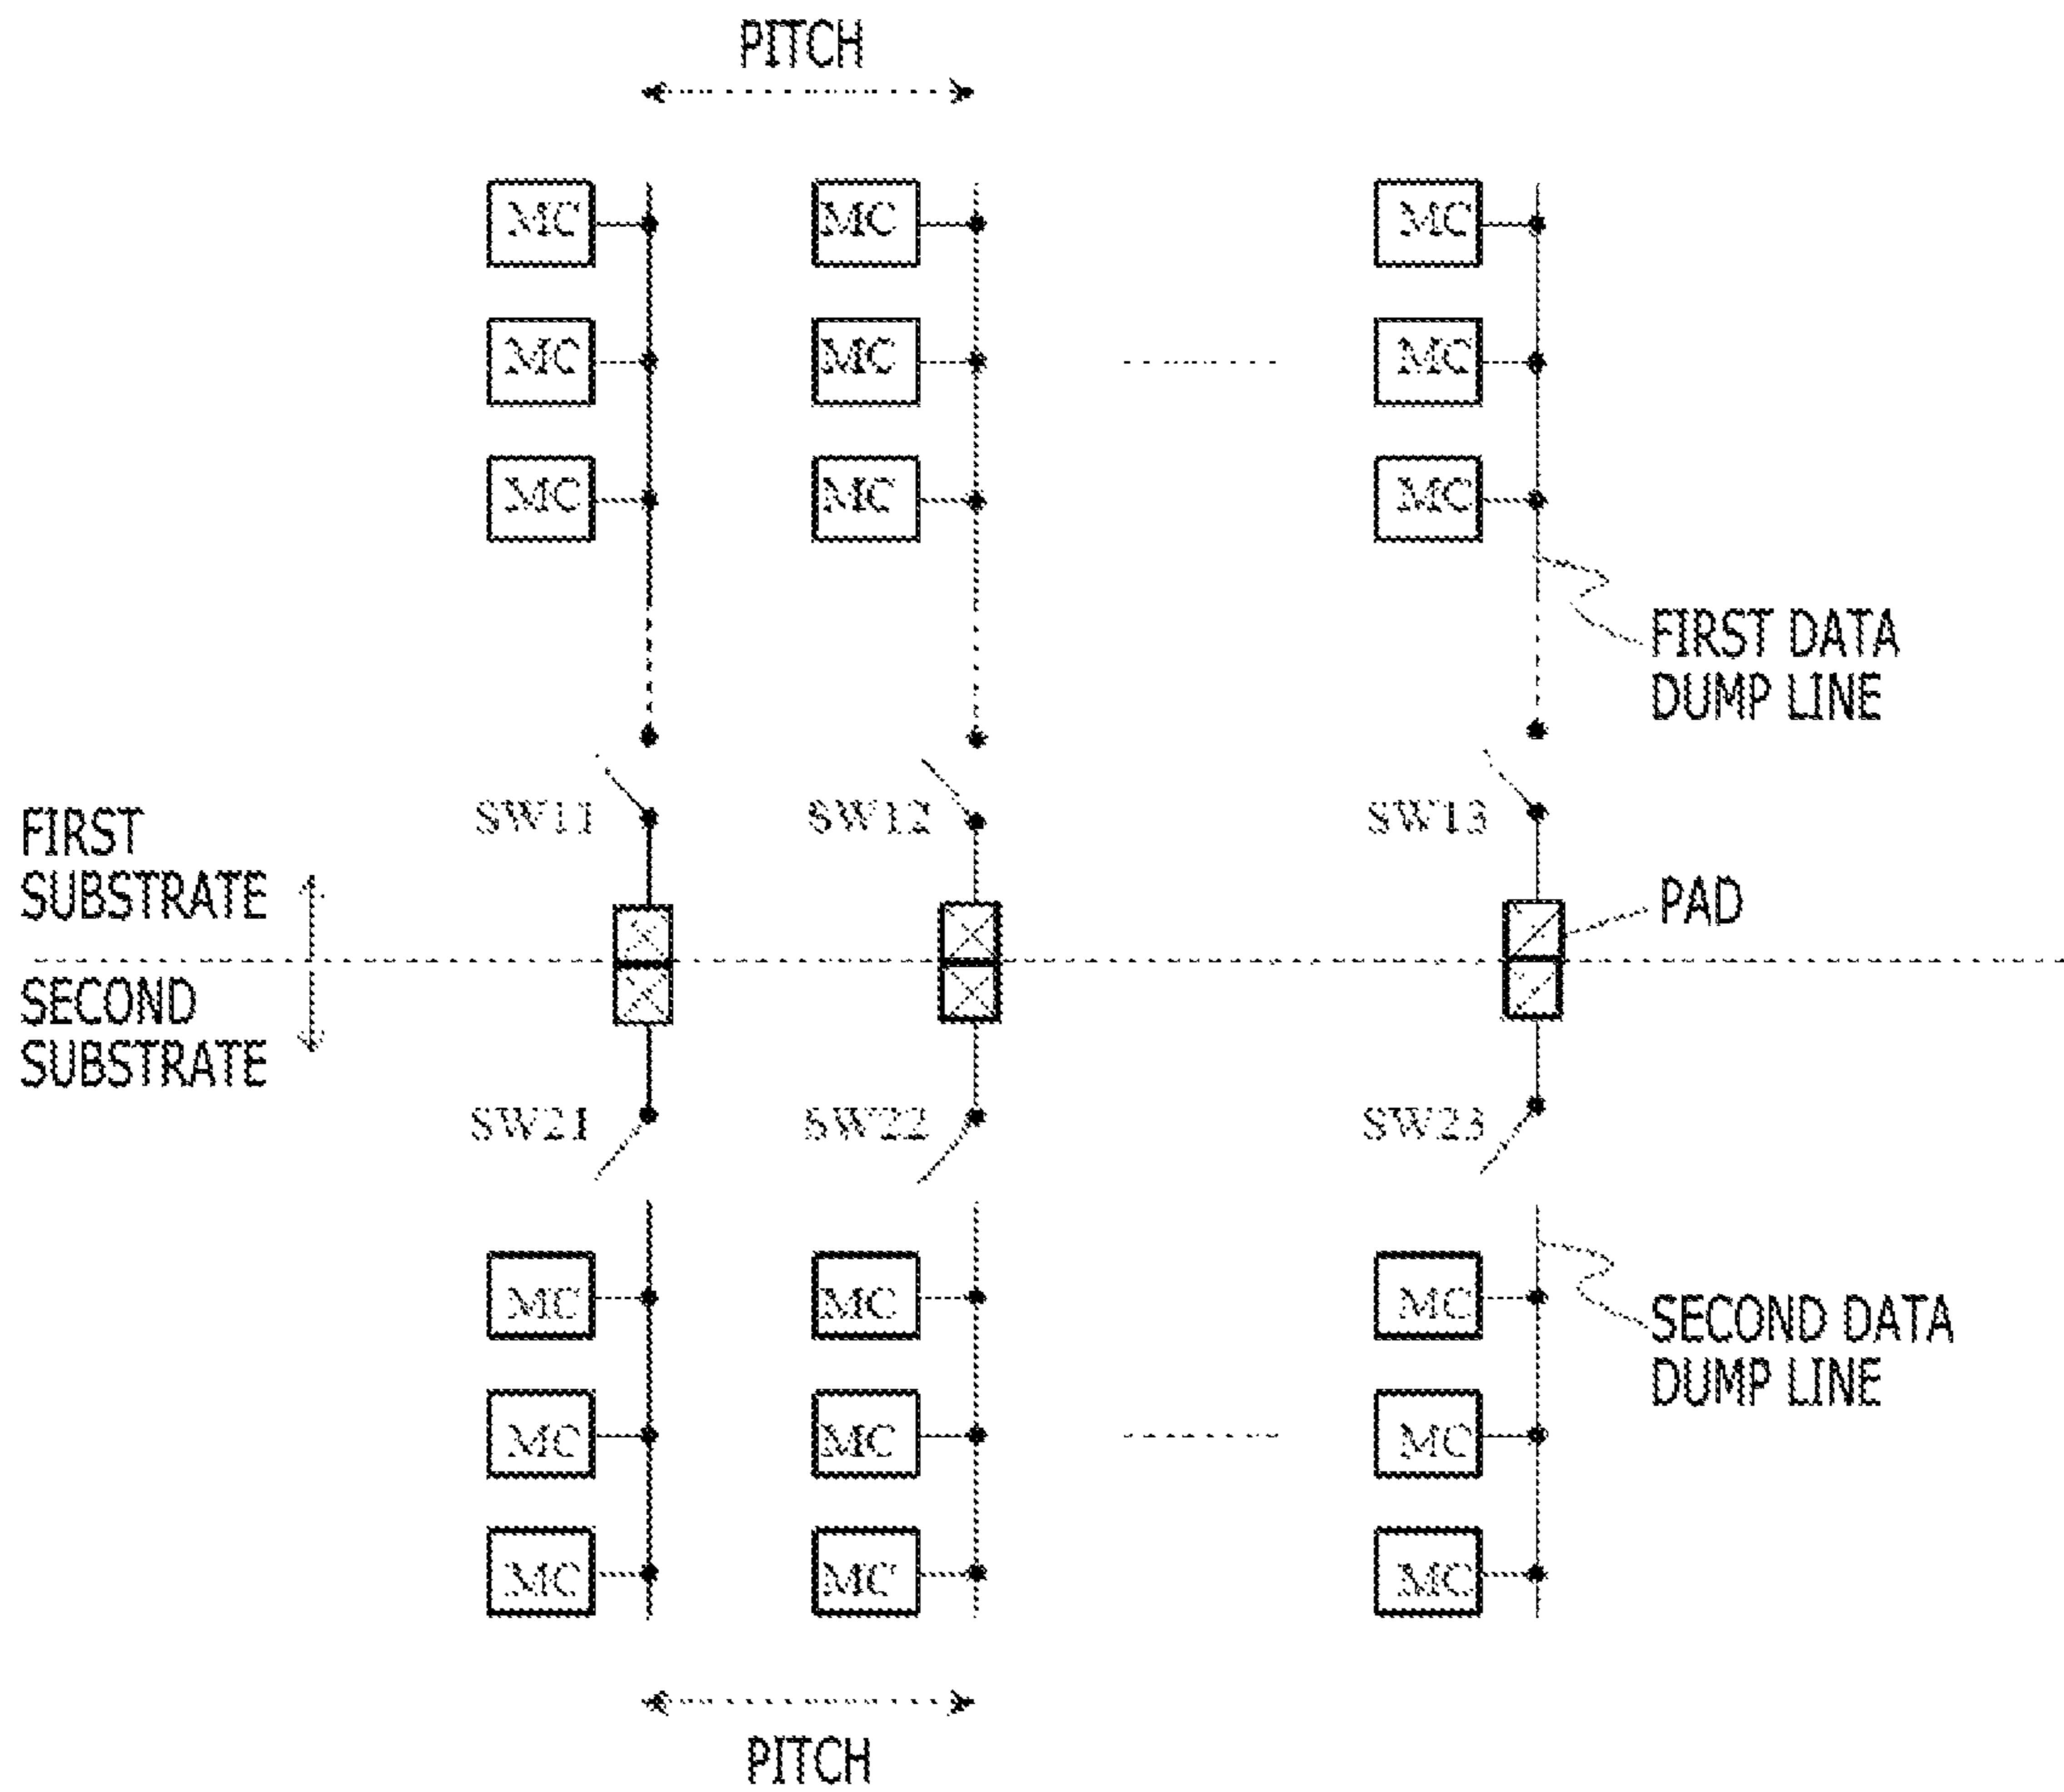 PITCH
MC MC MC
MC MC MC
MC MC MC
FIRST DATA
DUMP LINE
SW11 SW12 SW13
FIRST
SUBSTRATE
PAD
SECOND
SUBSTRATE
SW21 SW22 SW23
MC MC MC
SECOND DATA
DUMP LINE
MC MC MC
MC MC MC
PITCH